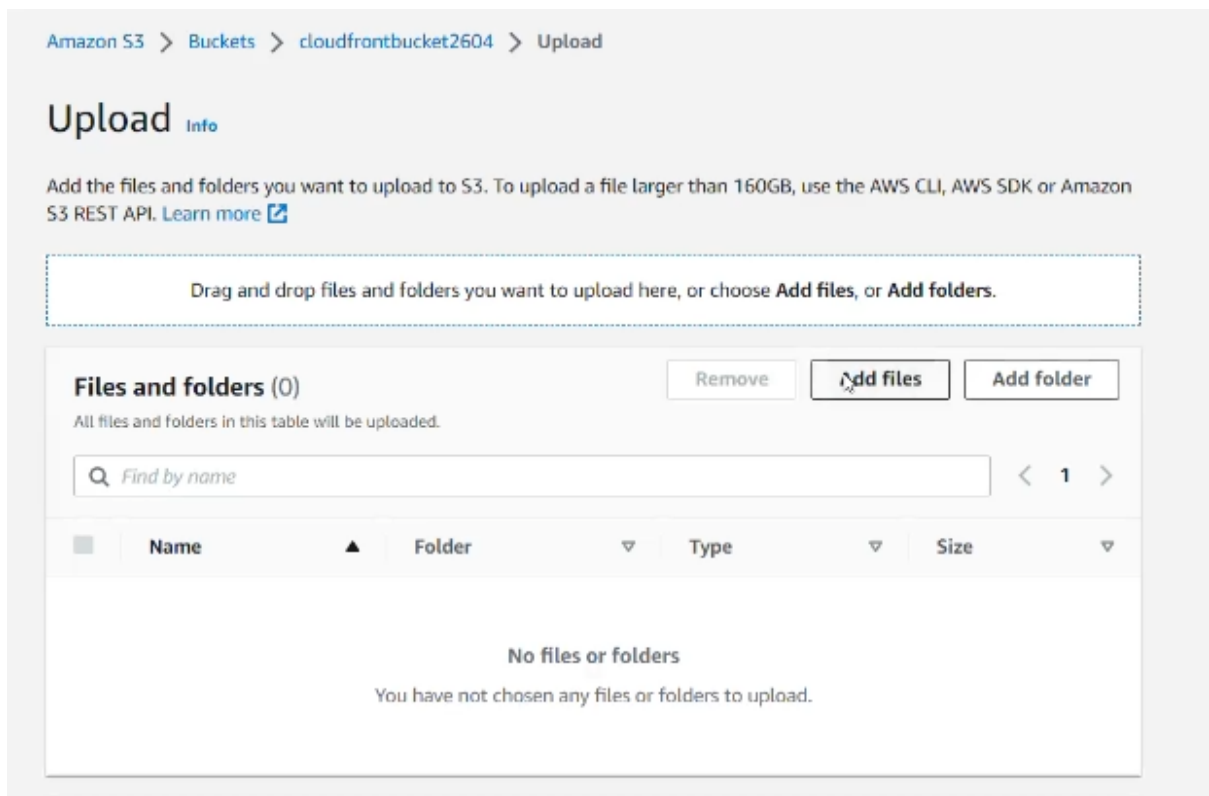 Amazon S3 > Buckets > cloudfrontbucket2604 > Upload
Upload Info
Add the files and folders you want to upload to S3. To upload a file larger than 160GB, use the AWS CLI, AWS SDK or Amazon
S3 REST API. Learn more
Drag and drop files and folders you want to upload here, or choose Add files, or Add folders.
Files and folders (0)
Remove
Add files
Add folder
All files and folders in this table will be uploaded.
Find by name
1
Name Folder Type Size
No files or folders
You have not chosen any files or folders to upload.